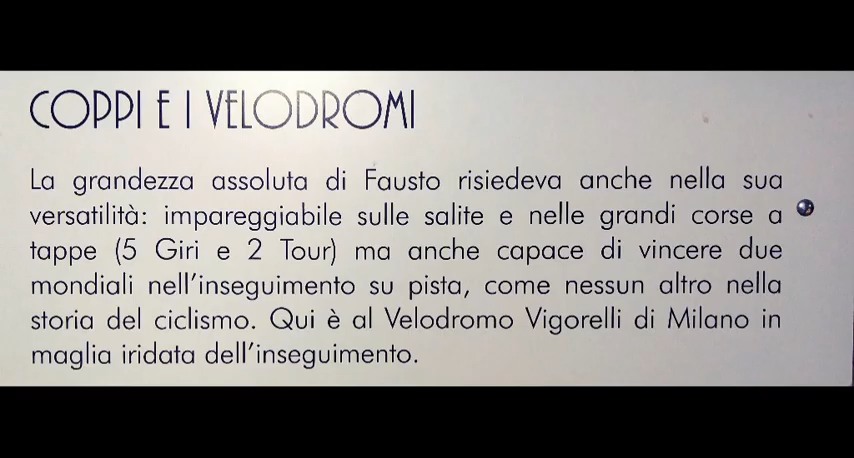 COPPI E I VELODROMI
La grandezza assoluta di Fausto risiedeva anche nella sua
versatilità: impareggiabile sulle salite e nelle grandi corse a
tappe (5 Giri e 2 Tour) ma anche capace di vincere due
mondiali nell'inseguimento su pista, come nessun altro nella
storia del ciclismo. Qui è al Velodromo Vigorelli di Milano in
maglia iridata dell'inseguimento.